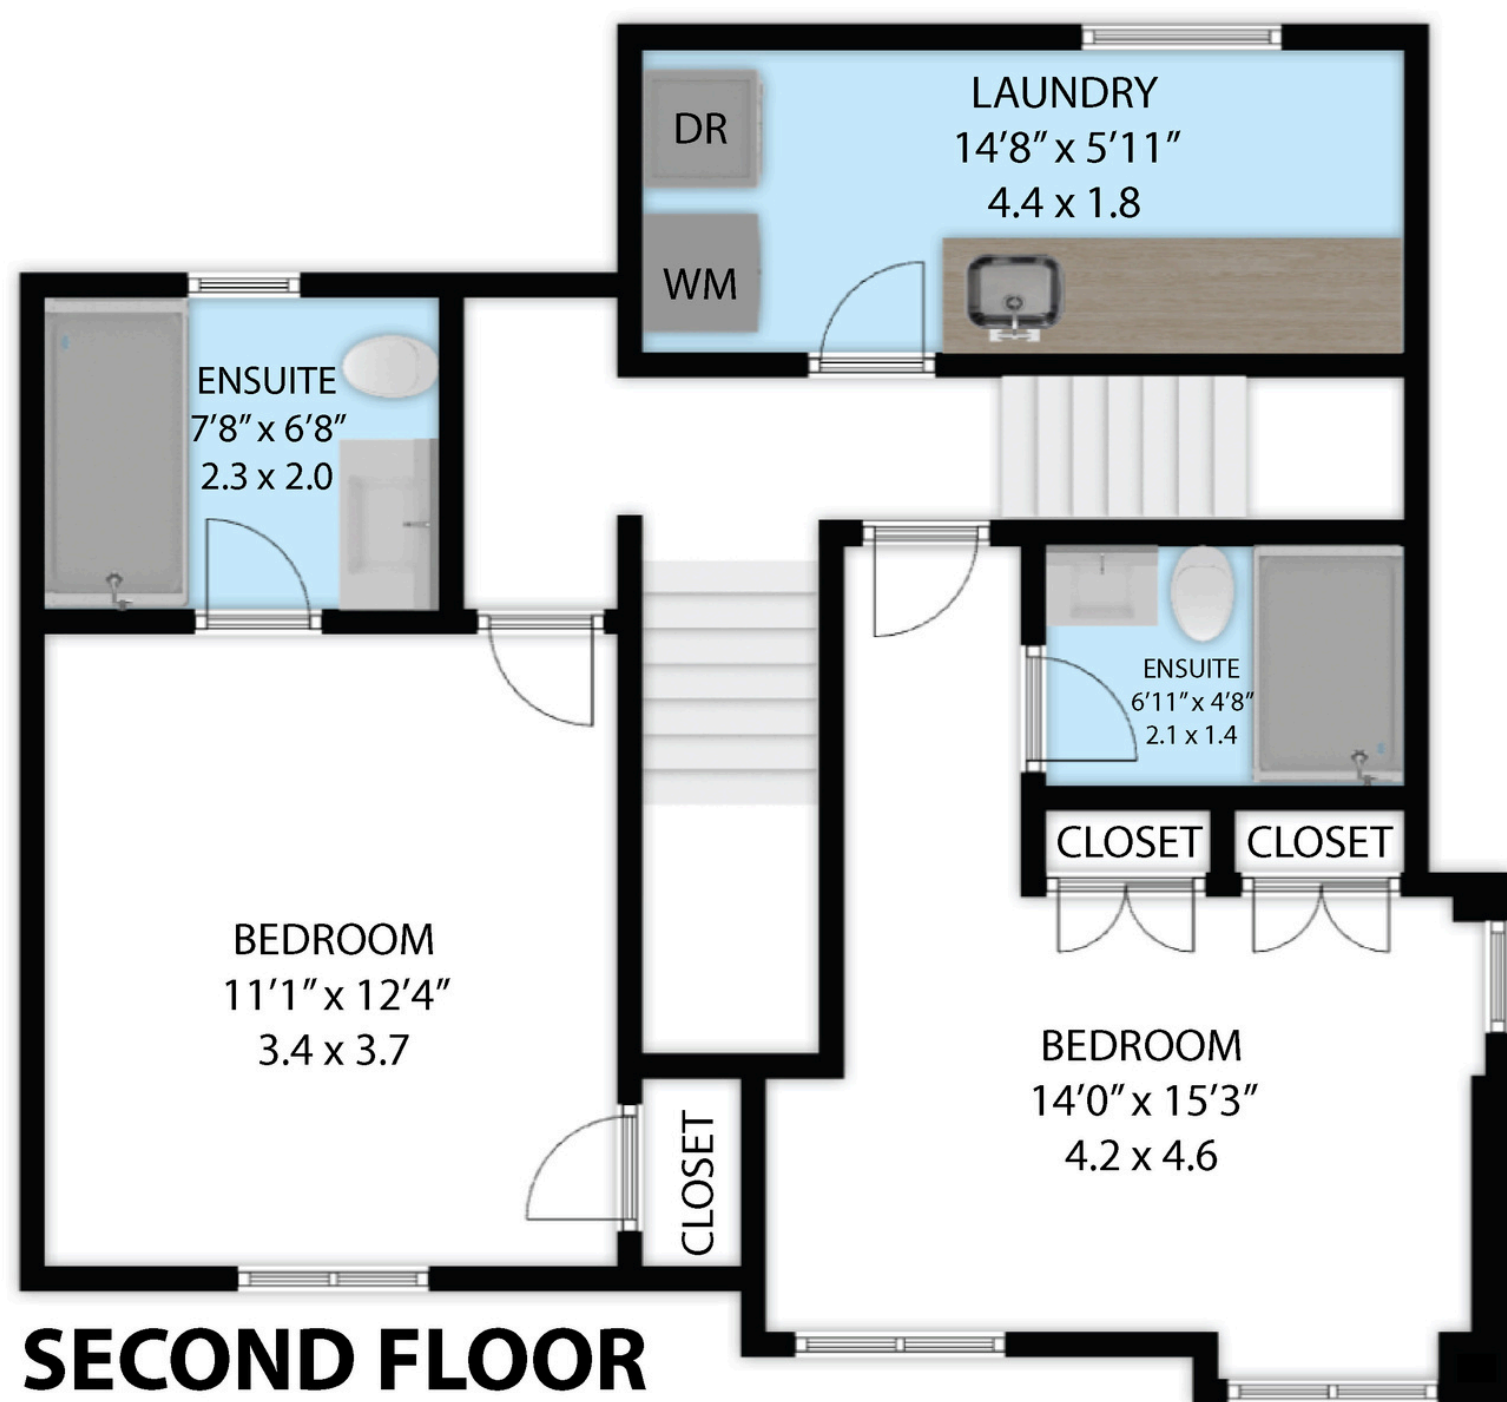 LAUNDRY
14'8" x 5'11"
4.4 x 1.8
DR
WM
ENSUITE
7'8" x 6'8"
2.3 x 2.0
ENSUITE
6'11" x 4'8"
2.1 x 1.4
CLOSET
CLOSET
BEDROOM
11'1" x 12'4"
3.4 x 3.7
BEDROOM
14'0" x 15'3"
4.2 x 4.6
CLOSET
SECOND FLOOR